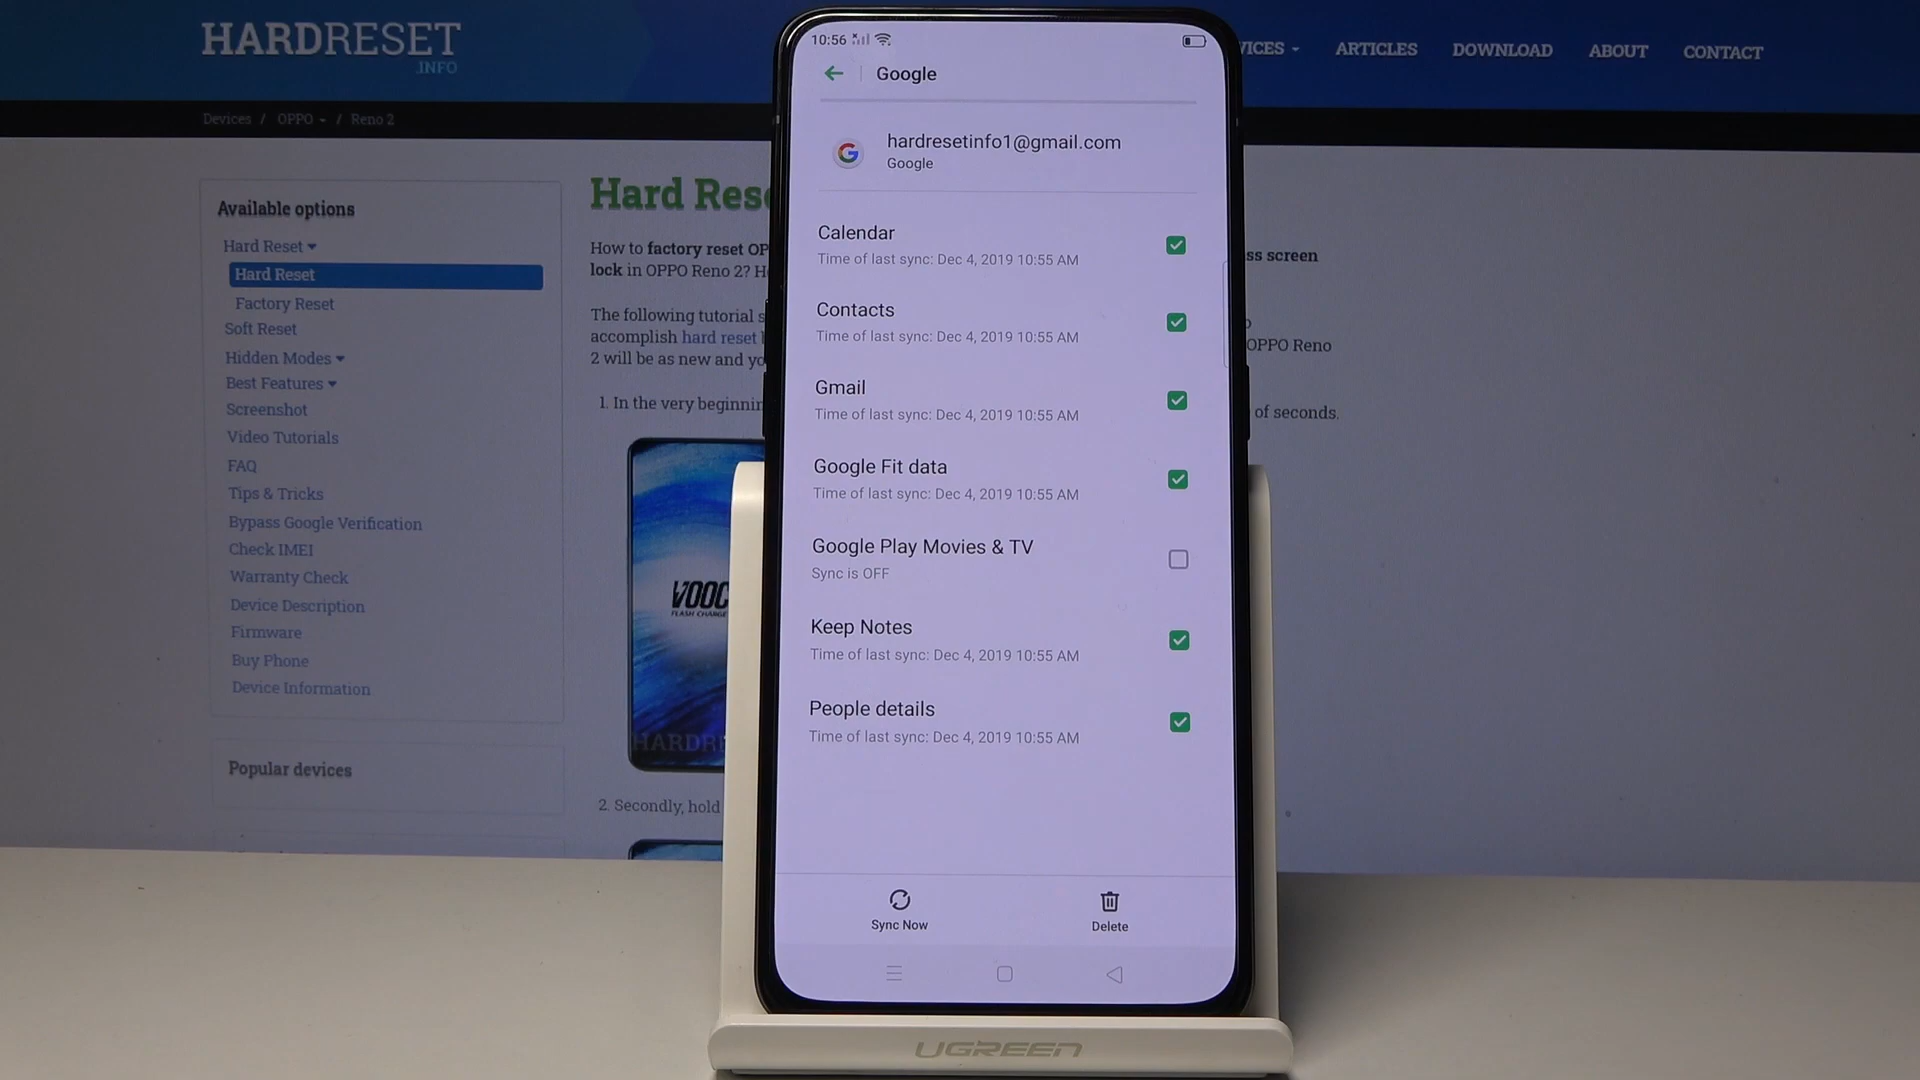 HARDRESET
.INFO
VICES
ARTICLES
DOWNLOAD
ABOUT
CONTACT
Devices / OPPO / Reno 2
Available options
Hard Reset
Hard Reset
Factory Reset
Soft Reset
Hidden Modes
Best Features
Screenshot
Video Tutorials
FAQ
Tips & Tricks
Bypass Google Verification
Check IMEI
Warranty Check
Device Description
Firmware
Buy Phone
Device Information
Popular devices
Hard Res
How to factory reset OP
ss screen
lock in OPPO Reno 2?
The following tutorial s
accomplish hard reset
OPPO Reno
2 will be as new and yo
1. In the very beginnin
of seconds.
VOOC
FLASH CHARGE
HARDR
2. Secondly, hold
10:56
Google
hardresetinfo1@gmail.com
Google
Calendar
Time of last sync: Dec 4, 2019 10:55 AM
Contacts
Time of last sync: Dec 4, 2019 10:55 AM
Gmail
Time of last sync: Dec 4, 2019 10:55 AM
Google Fit data
Time of last sync: Dec 4, 2019 10:55 AM
Google Play Movies & TV
Sync is OFF
Keep Notes
Time of last sync: Dec 4, 2019 10:55 AM
People details
Time of last sync: Dec 4, 2019 10:55 AM
Sync Now
Delete
UGREEN